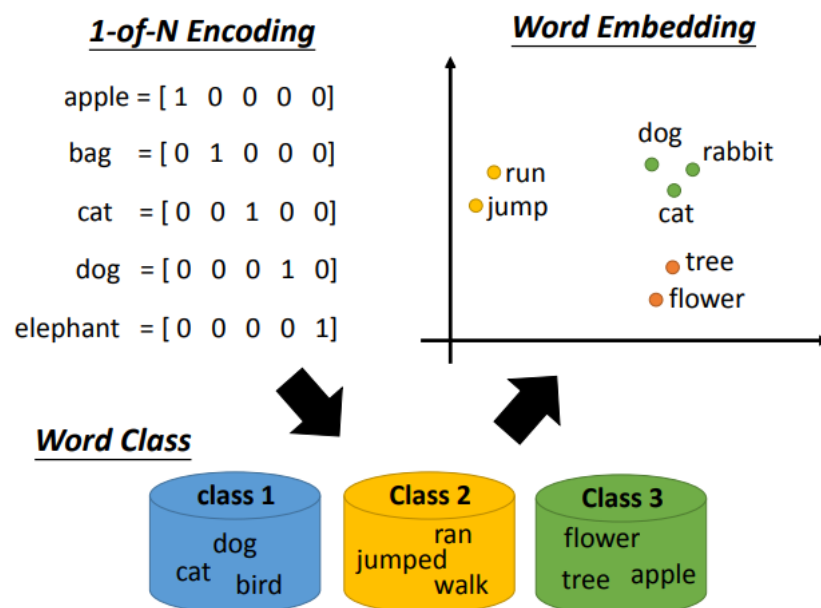 1-of-N Encoding
apple = [ 1 0 0 0 0]
bag = [ 0 1 0 0 0]
cat = [ 0 0 1 0 0]
dog = [ 0 0 0 1 0]
elephant = [ 0 0 0 0 1]
Word Embedding
dog
rabbit
run
jump
cat
tree
flower
Word Class
class 1
dog
cat
bird
Class 2
ran
jumped
walk
Class 3
flower
tree apple